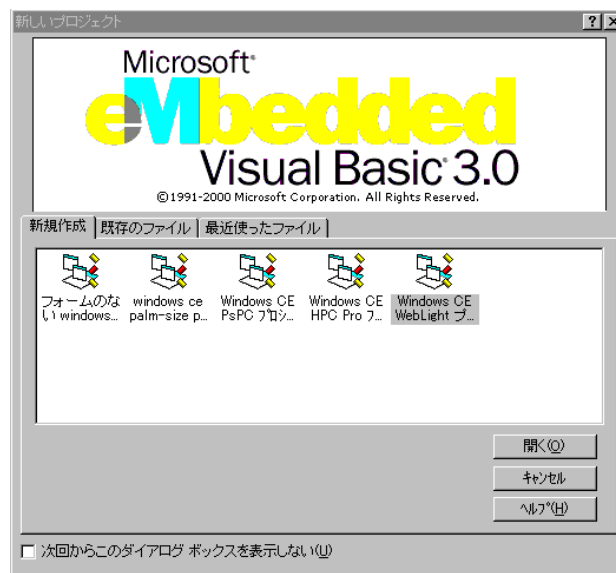 新しいプロジェクト
Microsoft
eMbedded
Visual Basic 3.0
©1991-2000 Microsoft Corporation. All Rights Reserved.
新規作成 既存のファイル 最近使ったファイル
フォームのな windows ce Windows CE Windows CE Windows CE
い windows... palm-size p... PsPC プロジ... HPC Pro プ... WebLight プ...
開く(O)
キャンセル
ヘルプ(H)
次回からこのダイアログ ボックスを表示しない(U)